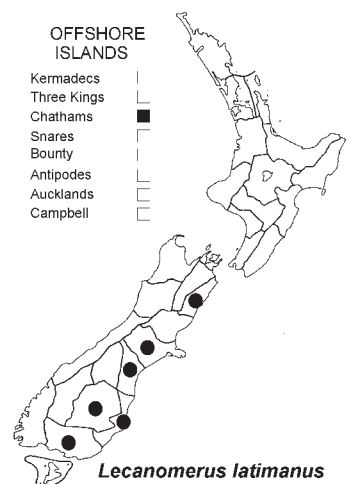 OFFSHORE
ISLANDS
Kermadecs
Three Kings
Chathams
Snares
Bounty
Antipodes
Aucklands
Campbell
Lecanomerus latimanus